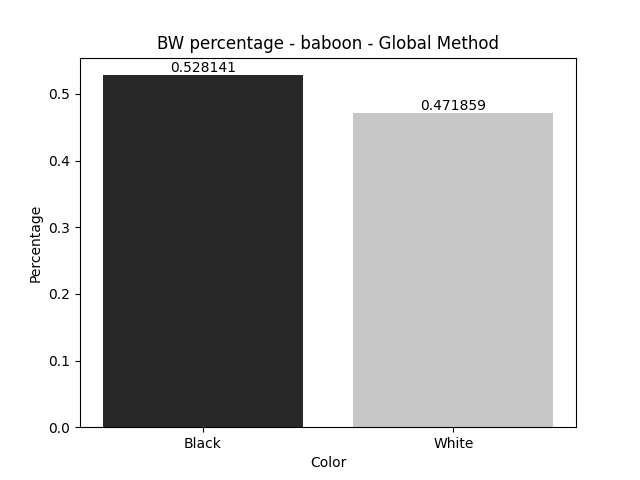 BW percentage - baboon - Global Method
0.528141
0.471859
0.5
0.4
0.3
0.2
0.1
0.0
Percentage
Black
White
Color